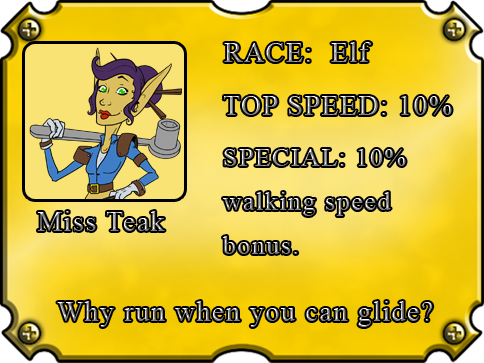 RACE: Elf
TOP SPEED: 10%
SPECIAL: 10%
walking speed
bonus.
Miss Teak
Why run when you can glide?